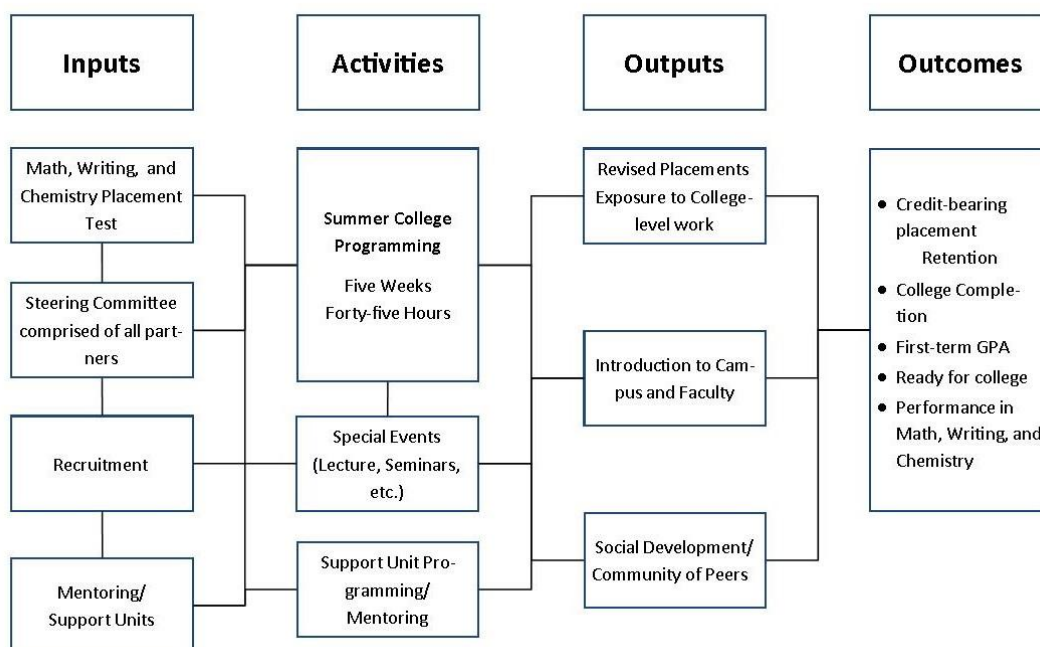 Inputs
Activities
Outputs
Outcomes
Math, Writing, and
Chemistry Placement
Test
Steering Committee
comprised of all part-
ners
Recruitment
Mentoring/
Support Units
Summer College
Programming
Five Weeks
Forty-five Hours
Special Events
(Lecture, Seminars,
etc.)
Support Unit Pro-
gramming/
Mentoring
Revised Placements
Exposure to College-
level work
Introduction to Cam-
pus and Faculty
Social Development/
Community of Peers
• Credit-bearing
placement
Retention
• College Comple-
tion
• First-term GPA
• Ready for college
• Performance in
Math, Writing, and
Chemistry